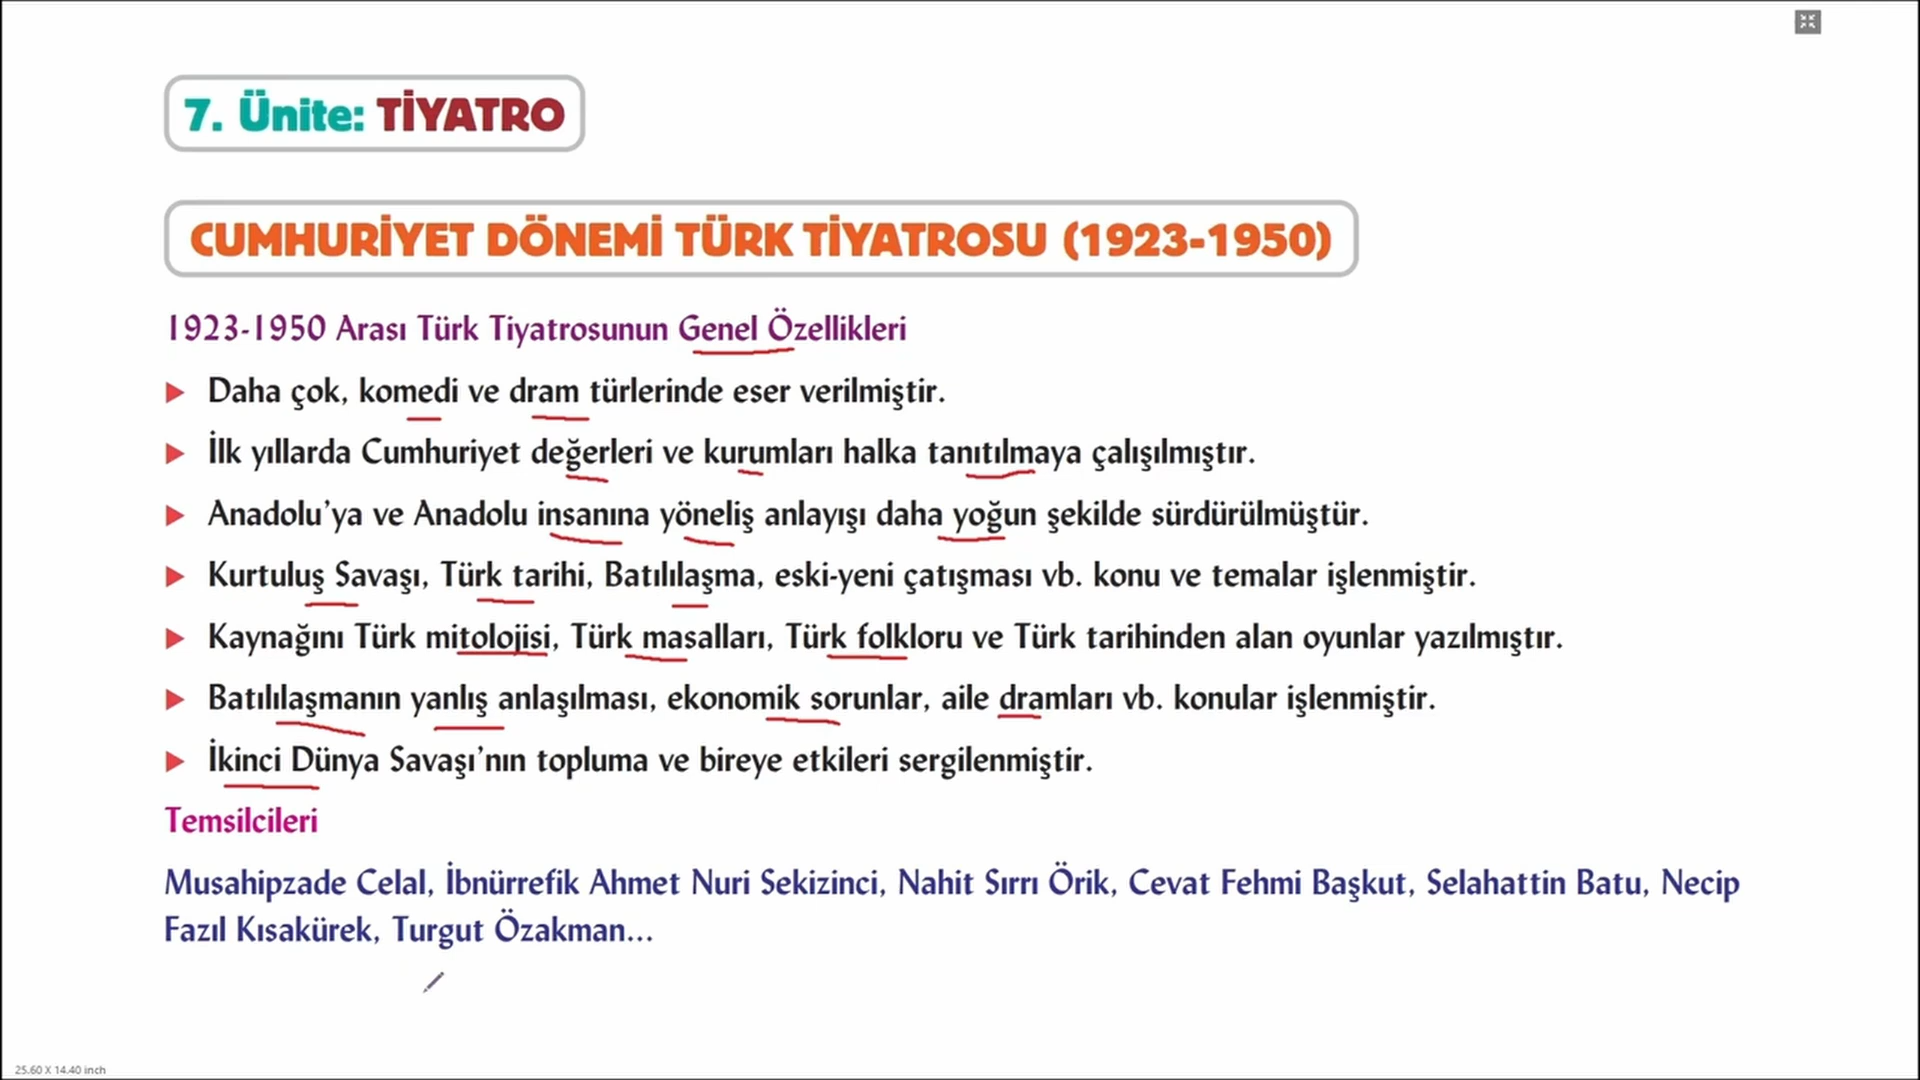 7. Ünite: TİYATRO
CUMHURİYET DÖNEMİ TÜRK TİYATROSU (1923-1950)
1923-1950 Arası Türk Tiyatrosunun Genel Özellikleri
▶ Daha çok, komedi ve dram türlerinde eser verilmiştir.
▶ İlk yıllarda Cumhuriyet değerleri ve kurumları halka tanıtılmaya çalışılmıştır.
▶ Anadolu’ya ve Anadolu insanına yöneliş anlayışı daha yoğun şekilde sürdürülmüştür.
▶ Kurtuluş Savaşı, Türk tarihi, Batılılaşma, eski-yeni çatışması vb. konu ve temalar işlenmiştir.
▶ Kaynağını Türk mitolojisi, Türk masalları, Türk folkloru ve Türk tarihinden alan oyunlar yazılmıştır.
▶ Batılılaşmanın yanlış anlaşılması, ekonomik sorunlar, aile dramları vb. konular işlenmiştir.
▶ İkinci Dünya Savaşı’nın topluma ve bireye etkileri sergilenmiştir.
Temsilcileri
Musahipzade Celal, İbnürrefik Ahmet Nuri Sekizinci, Nahit Sırrı Örik, Cevat Fehmi Başkut, Selahattin Batu, Necip
Fazıl Kısakürek, Turgut Özakman...
25.60 X 14.40 inch